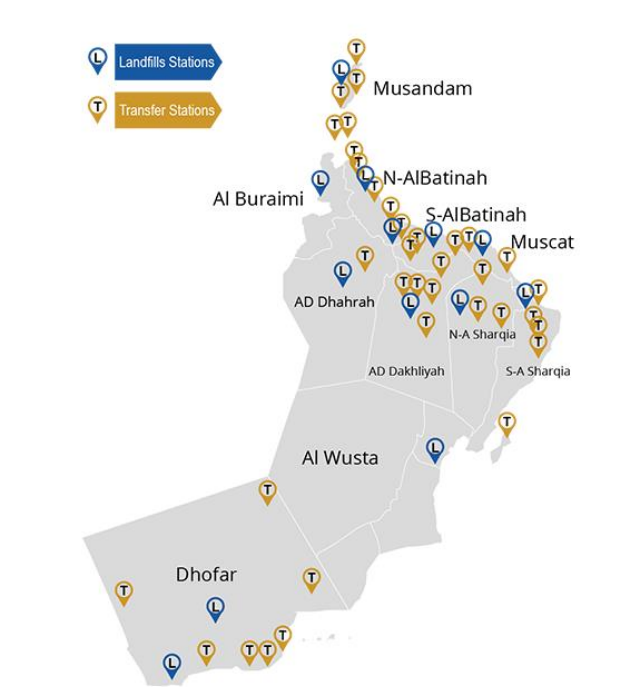 L Landfills Stations
T Transfer Stations
T
L
T
T
Musandam
T T
T
T
L
T
N-AlBatinah
L
Al Buraimi
T
T
S-AlBatinah
L
L
T
T
T
T
L
Muscat
T
T
T
L
T
T
AD Dhahrah
T
T
T
L
L
T
T
L
T
T
T
T
T
N-A Sharqia
AD Dakhliyah
S-A Sharqia
T
L
Al Wusta
T
T
Dhofar
T
L
T
T
T
T
L